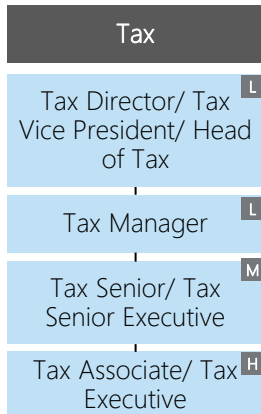 Tax
L
Tax Director/ Tax
Vice President/ Head
of Tax
L
Tax Manager
M
Tax Senior/ Tax
Senior Executive
H
Tax Associate/ Tax
Executive